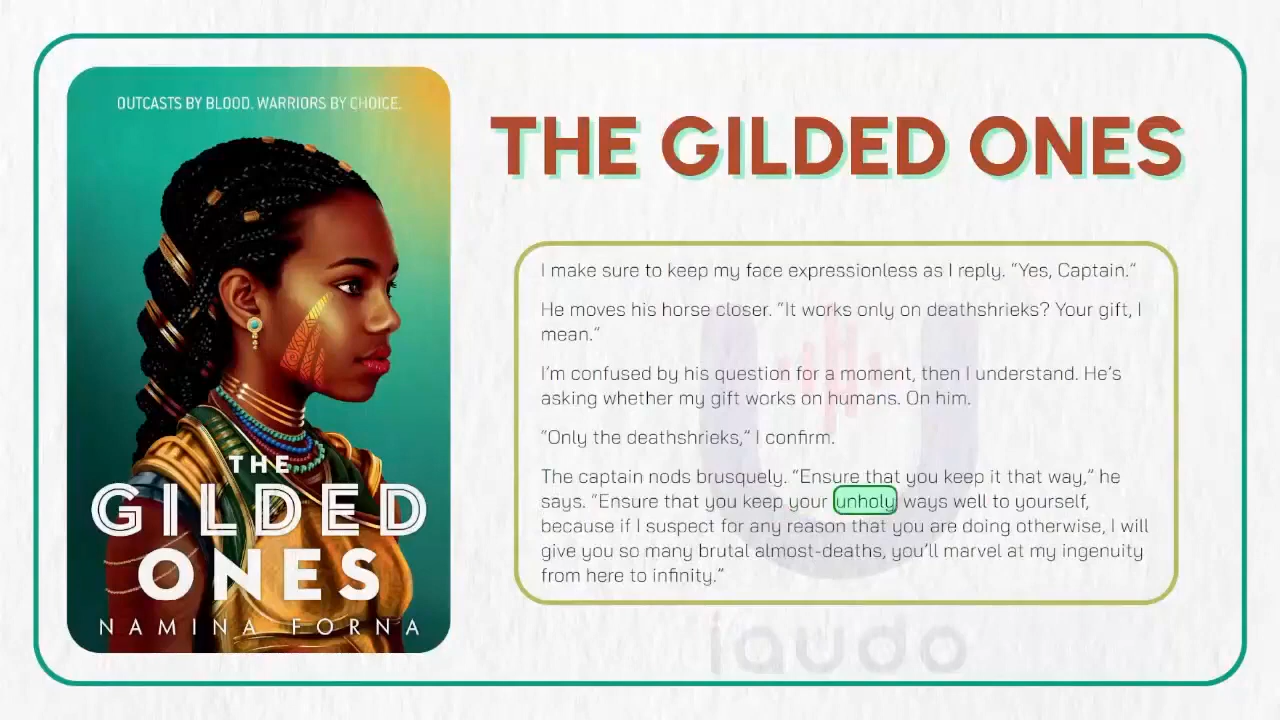 OUTCASTS BY BLOOD. WARRIORS BY CHOICE.
THE
GILDED
ONES
NAMINA FORNA
THE GILDED ONES
I make sure to keep my face expressionless as I reply. “Yes, Captain.”
He moves his horse closer. “It works only on deathshrieks? Your gift, I
mean.”
I’m confused by his question for a moment, then I understand. He’s
asking whether my gift works on humans. On him.
“Only the deathshrieks,” I confirm.
The captain nods brusquely. “Ensure that you keep it that way,” he
says. “Ensure that you keep your unholy ways well to yourself,
because if I suspect for any reason that you are doing otherwise, I will
give you so many brutal almost-deaths, you’ll marvel at my ingenuity
from here to infinity.”
iaudo